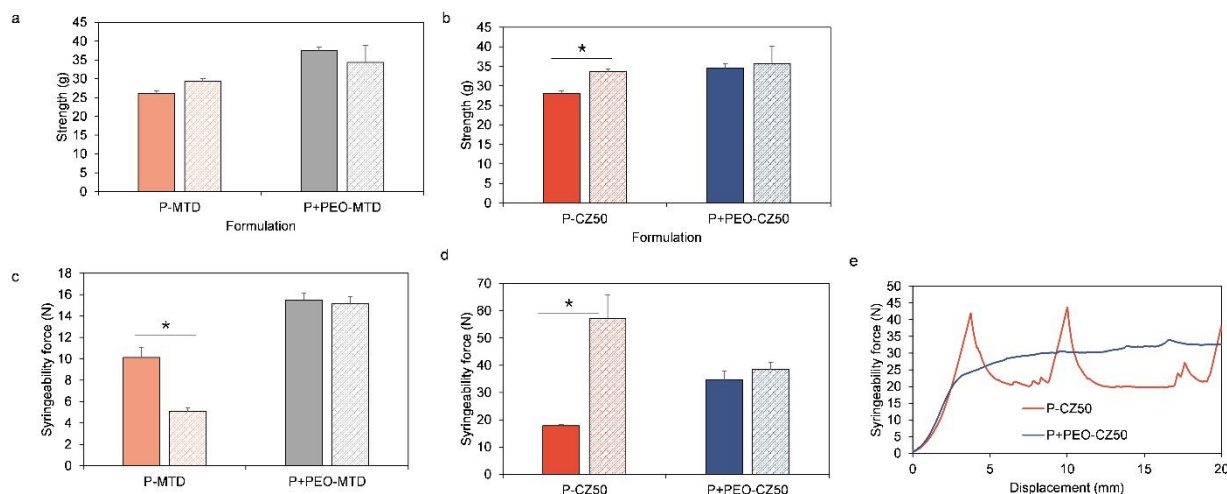 a
45
40
35
30
25
20
15
10
5
0
Strength (g)
P-MTD P+PEO-MTD
Formulation
b
45
40
35
30
25
20
15
10
5
0
Strength (g)
*
P-CZ50 P+PEO-CZ50
Formulation
c
18
16
14
12
10
8
6
4
2
0
Syringeability force (N)
*
P-MTD P+PEO-MTD
d
70
60
50
40
30
20
10
0
Syringeability force (N)
*
P-CZ50 P+PEO-CZ50
e
50
45
40
35
30
25
20
15
10
5
0
Syringeability force (N)
P-CZ50
P+PEO-CZ50
0 5 10 15 20
Displacement (mm)